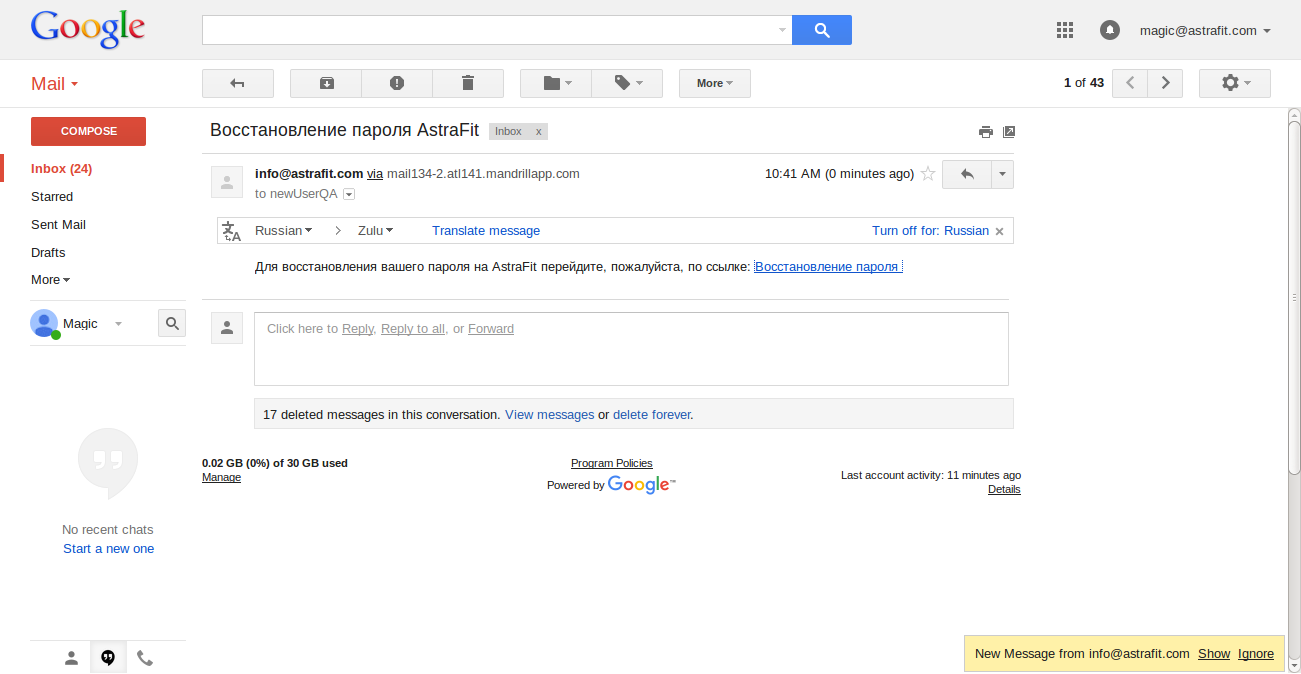 Google
magic@astrafit.com
Mail
More
1 of 43
COMPOSE
Inbox (24)
Starred
Sent Mail
Drafts
More
Magic
No recent chats
Start a new one
Восстановление пароля AstraFit
Inbox x
info@astrafit.com via mail134-2.atl141.mandrillapp.com
10:41 AM (0 minutes ago)
to newUserQA
Russian > Zulu Translate message Turn off for: Russian ×
Для восстановления вашего пароля на AstraFit перейдите, пожалуйста, по ссылке: Восстановление пароля
Click here to Reply, Reply to all, or Forward
17 deleted messages in this conversation. View messages or delete forever.
0.02 GB (0%) of 30 GB used
Manage
Program Policies
Powered by Google™
Last account activity: 11 minutes ago
Details
New Message from info@astrafit.com Show Ignore